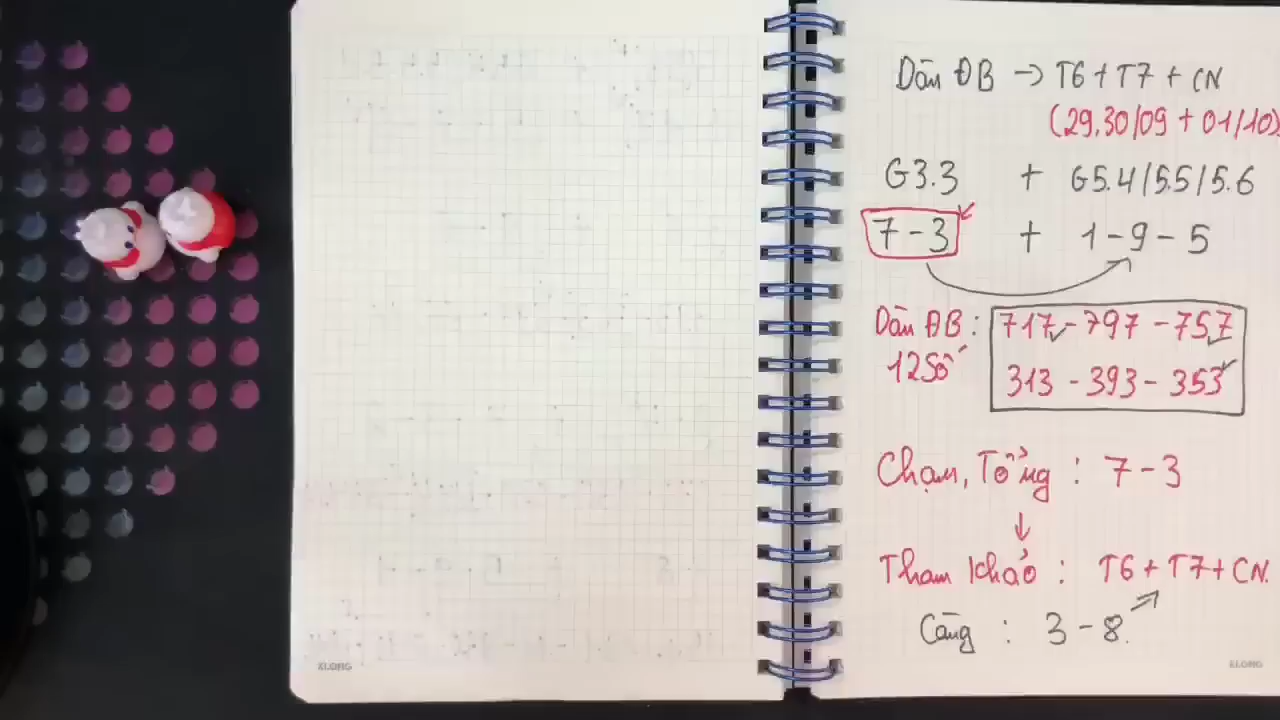 Dàn ĐB → T6 + T7 + CN
(29,30/09 + 01/10)
G3.3 + G5.4/5.5/5.6
7-3 + 1-9-5
Dàn ĐB: 717 - 797 - 757
12 Số 313 - 393 - 353
Chạm, Tổng : 7-3
Tham khảo : T6 + T7 + CN.
Càng : 3-8.
KLONG
KLONG